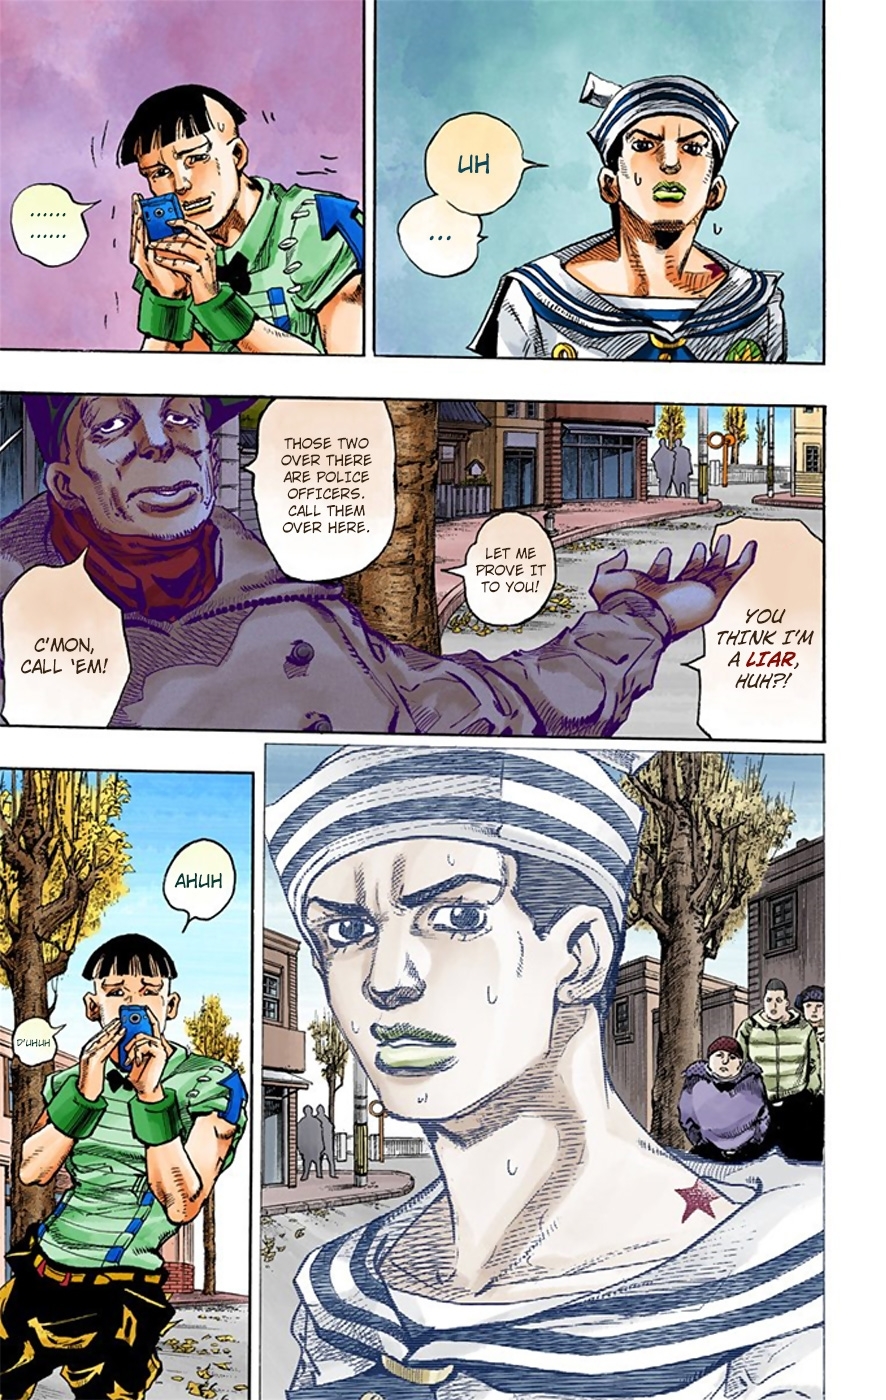 UH
...
......
......
YOU
THINK I'M
A LIAR,
HUH?!
LET ME
PROVE IT
TO YOU!
THOSE TWO
OVER THERE
ARE POLICE
OFFICERS.
CALL THEM
OVER HERE.
C'MON,
CALL 'EM!
AHUH
D'UHUH